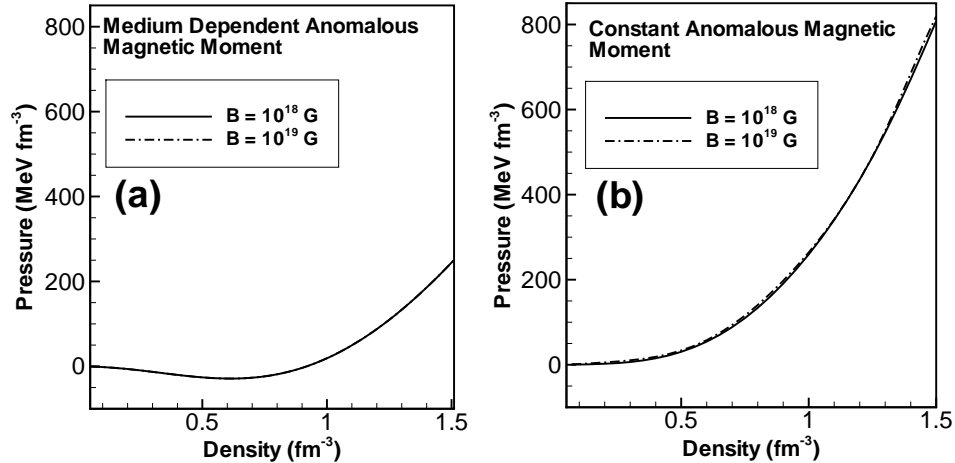 Medium Dependent Anomalous
Magnetic Moment
B = 10^18 G
B = 10^19 G
(a)
Pressure (MeV fm^-3)
800
600
400
200
0
0.5
1
1.5
Density (fm^-3)
Constant Anomalous Magnetic
Moment
B = 10^18 G
B = 10^19 G
(b)
Pressure (MeV fm^-3)
800
600
400
200
0
0.5
1
1.5
Density (fm^-3)